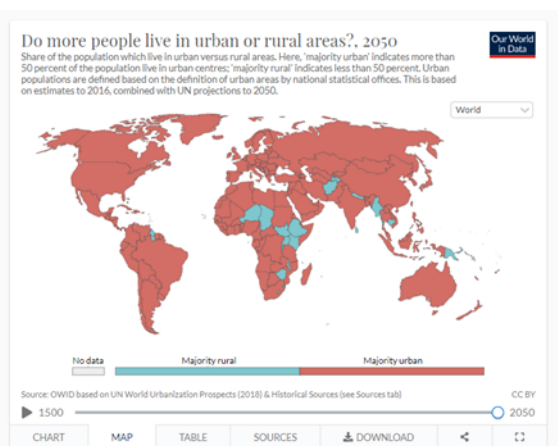 Do more people live in urban or rural areas?, 2050
Our World
in Data
Share of the population which live in urban versus rural areas. Here, 'majority urban' indicates more than
50 percent of the population live in urban centres; 'majority rural' indicates less than 50 percent. Urban
populations are defined based on the definition of urban areas by national statistical offices. This is based
on estimates to 2016, combined with UN projections to 2050.
World
No data
Majority rural
Majority urban
Source: OWID based on UN World Urbanization Prospects (2018) & Historical Sources (see Sources tab)
CC BY
1500
2050
CHART
MAP
TABLE
SOURCES
DOWNLOAD